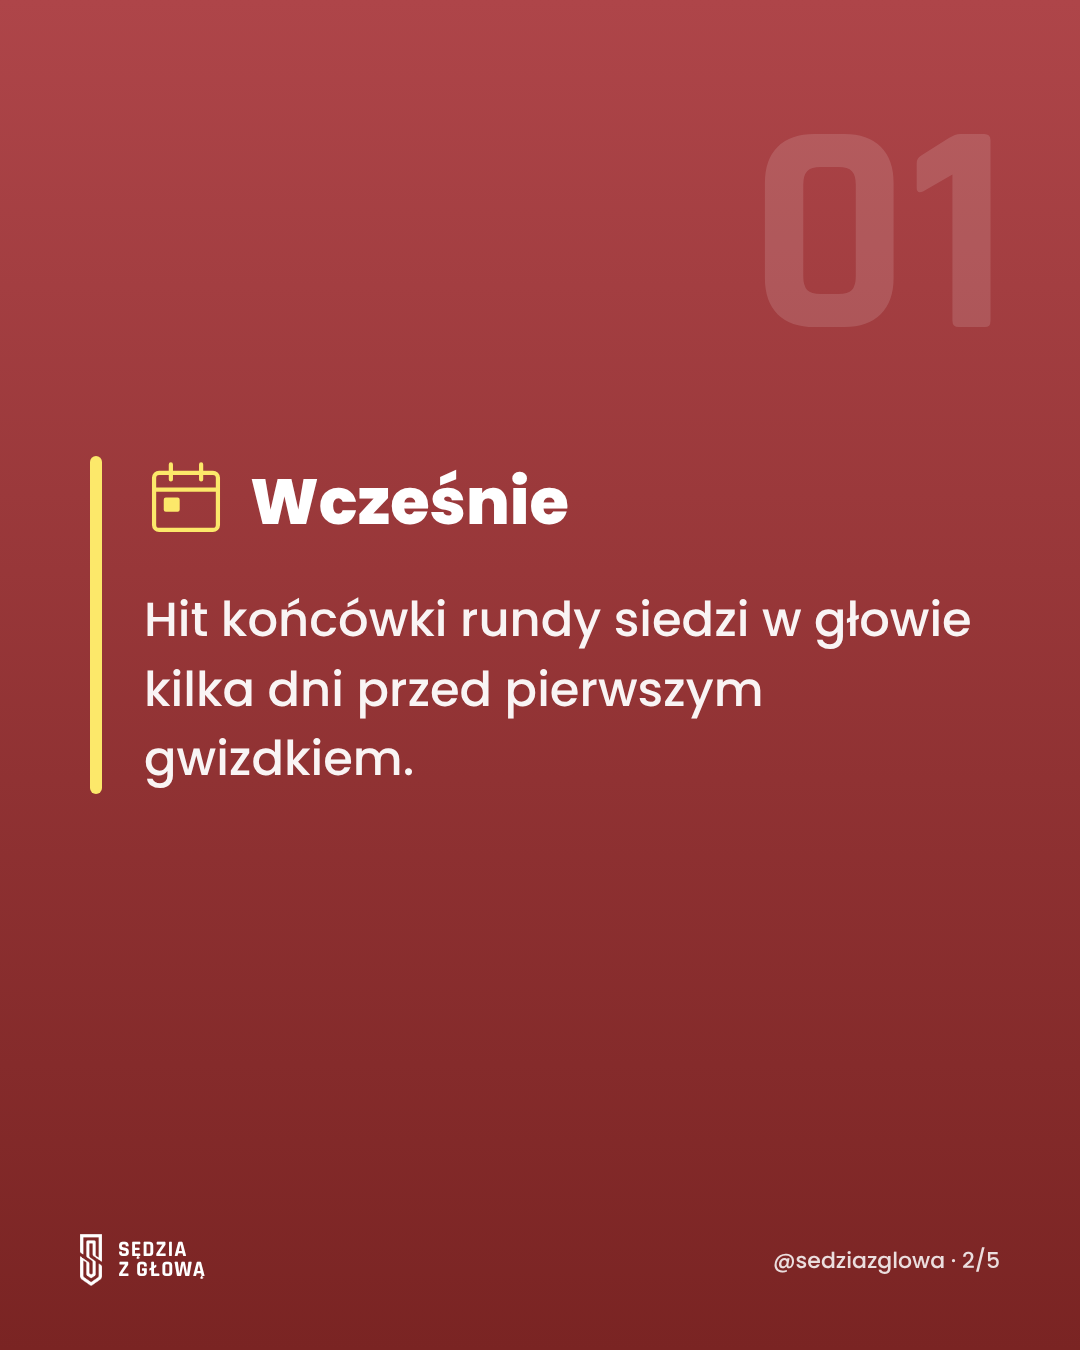 01
Wcześnie
Hit końcówki rundy siedzi w głowie
kilka dni przed pierwszym
gwizdkiem.
SĘDZIA
Z GŁOWĄ
@sedziazglowa · 2/5